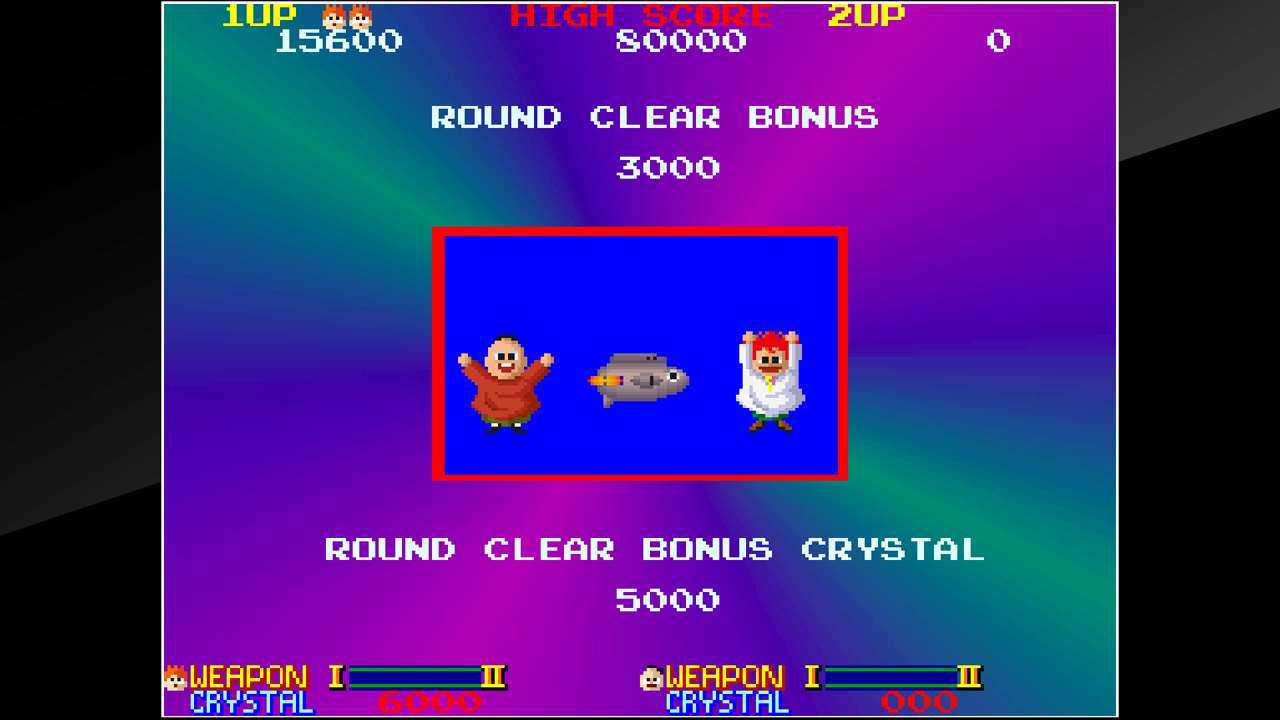 1UP HIGH SCORE 2UP
15600 80000 0
ROUND CLEAR BONUS
3000
ROUND CLEAR BONUS CRYSTAL
5000
WEAPON I II WEAPON I II
CRYSTAL 6000 CRYSTAL 000